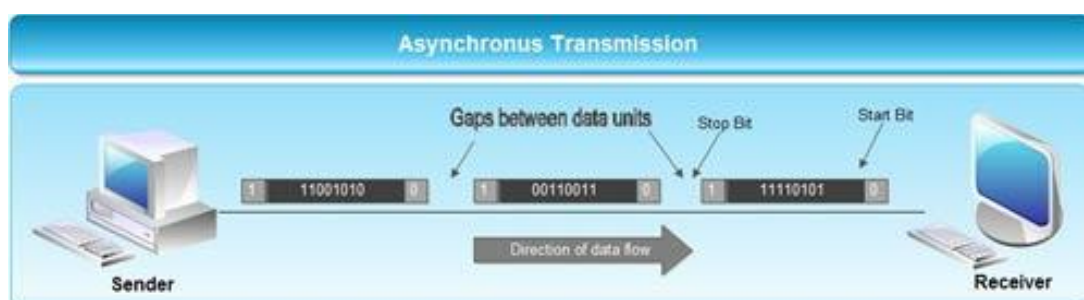 Asynchronus Transmission
Gaps between data units
Stop Bit
Start Bit
1 11001010 0
1 00110011 0
1 11110101 0
Direction of data flow
Sender
Receiver